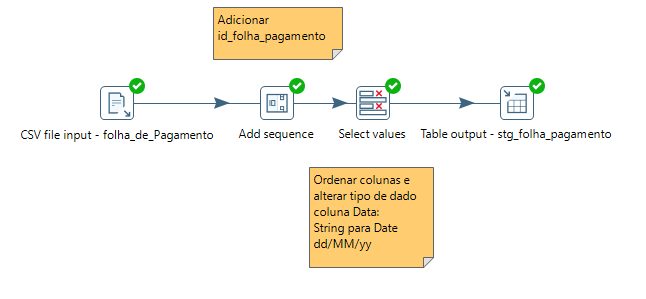 Adicionar
id_folha_pagamento
CSV file input - folha_de_Pagamento
Add sequence
Select values
Table output - stg_folha_pagamento
Ordenar colunas e
alterar tipo de dado
coluna Data:
String para Date
dd/MM/yy